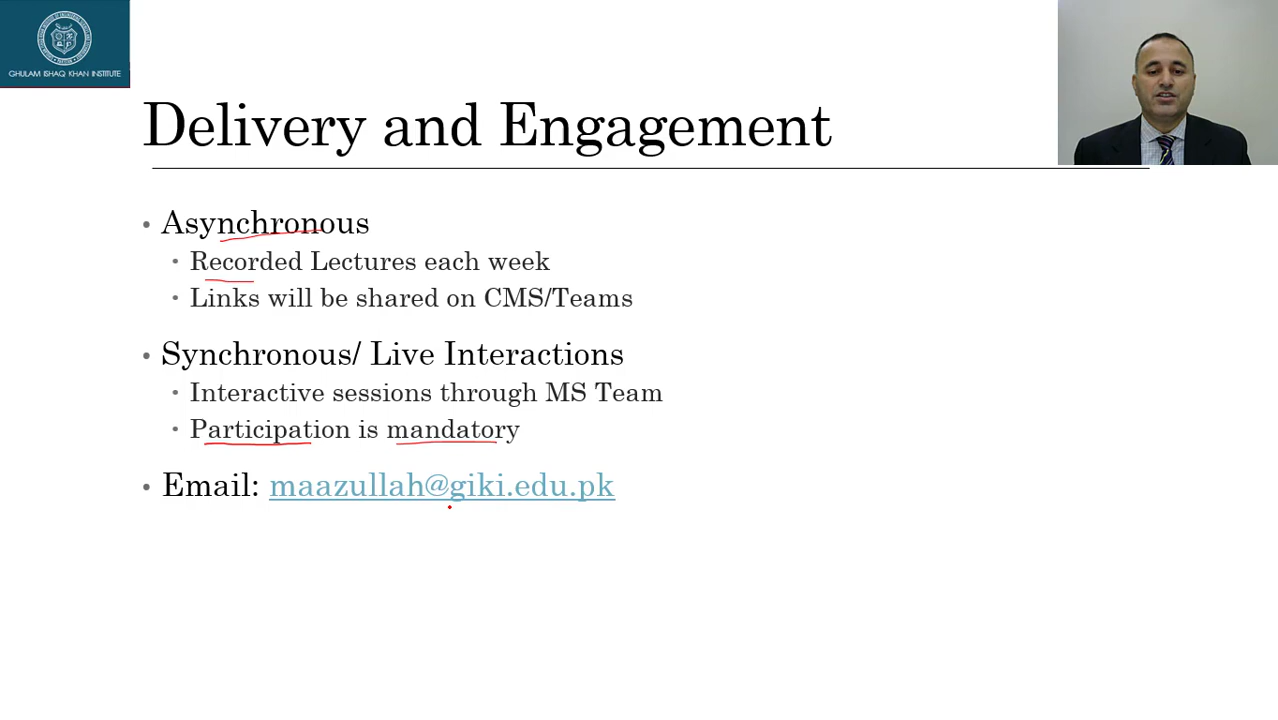 GHULAM ISHAQ KHAN INSTITUTE
Delivery and Engagement
• Asynchronous
• Recorded Lectures each week
• Links will be shared on CMS/Teams
• Synchronous/ Live Interactions
• Interactive sessions through MS Team
• Participation is mandatory
• Email: maazullah@giki.edu.pk